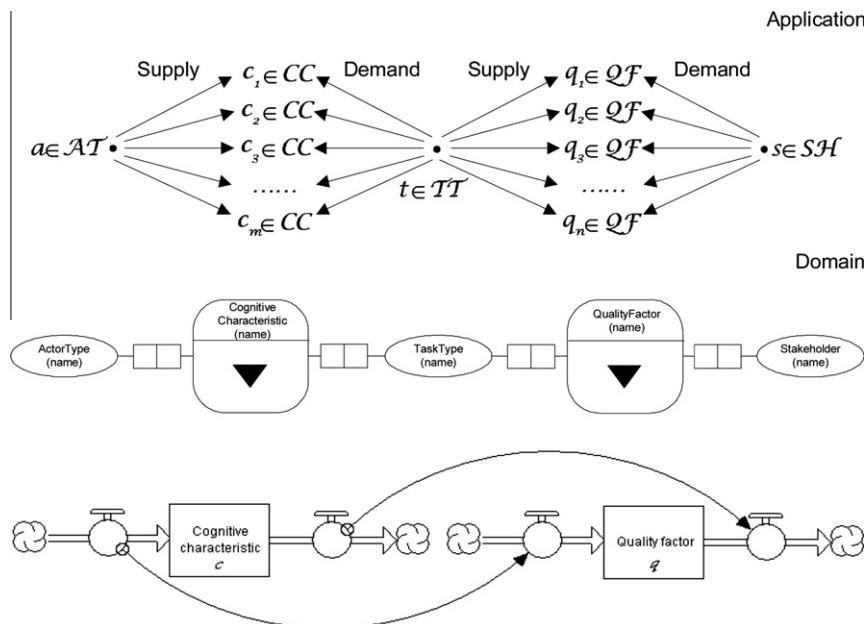 Application
Supply Demand Supply Demand
c₁∈ CC q₁∈ QF
c₂∈ CC q₂∈ QF
a∈ AT c₃∈ CC q₃∈ QF s∈ SH
...... ......
t∈ TT
cₘ∈ CC qₙ∈ QF
Domain
Cognitive
Characteristic
(name)
QualityFactor
(name)
ActorType
(name)
TaskType
(name)
Stakeholder
(name)
Cognitive
characteristic
c
Quality factor
q